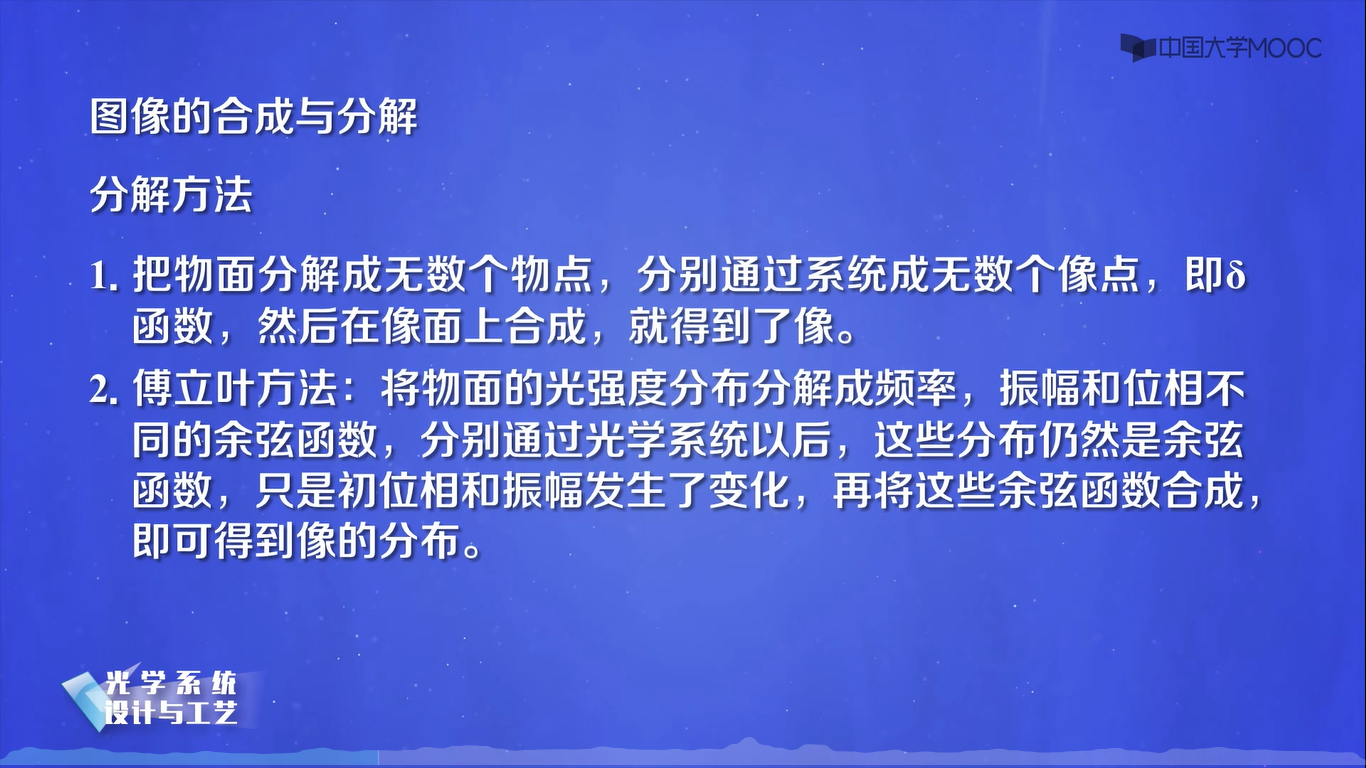 中国大学MOOC
图像的合成与分解
分解方法
1. 把物面分解成无数个物点，分别通过系统成无数个像点，即δ
函数，然后在像面上合成，就得到了像。
2. 傅立叶方法：将物面的光强度分布分解成频率，振幅和位相不
同的余弦函数，分别通过光学系统以后，这些分布仍然是余弦
函数，只是初位相和振幅发生了变化，再将这些余弦函数合成，
即可得到像的分布。
光学系统
设计与工艺